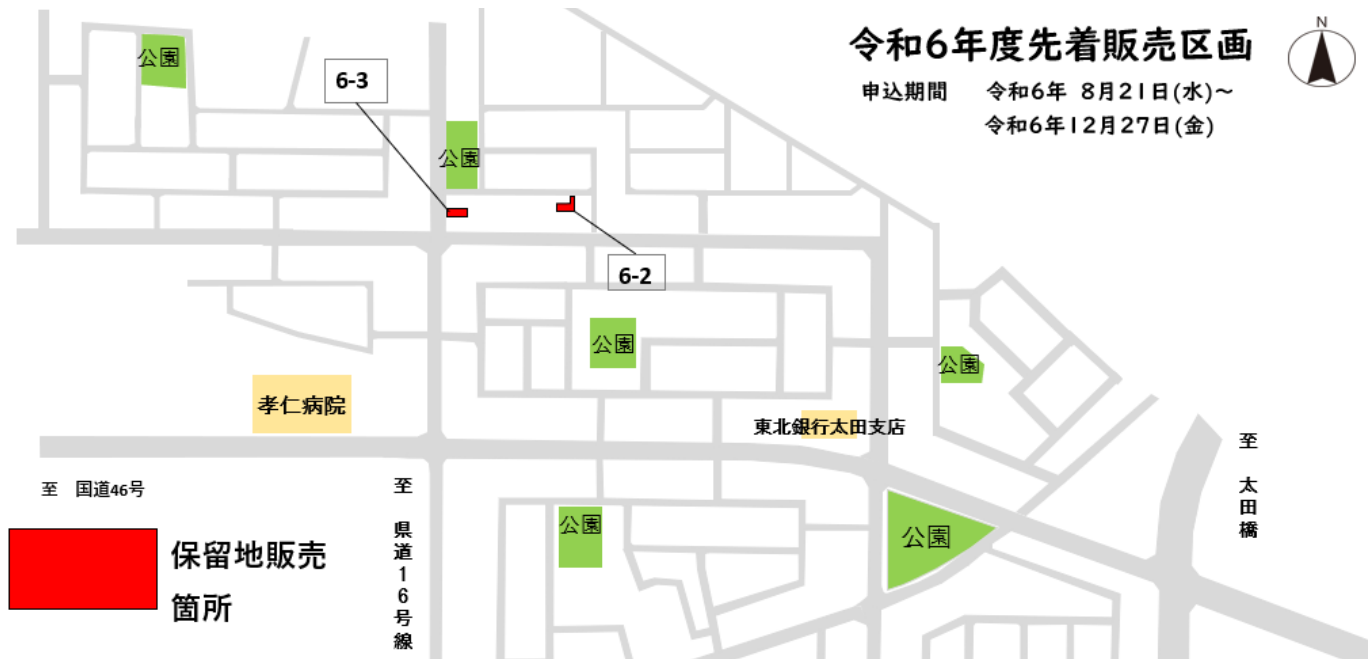 令和6年度先着販売区画
N
申込期間 令和6年 8月21日(水)~
令和6年12月27日(金)
公園
6-3
公園
6-2
公園
公園
孝仁病院
東北銀行太田支店
至 太田橋
至 国道46号
至 県道16号線
公園
公園
保留地販売
箇所